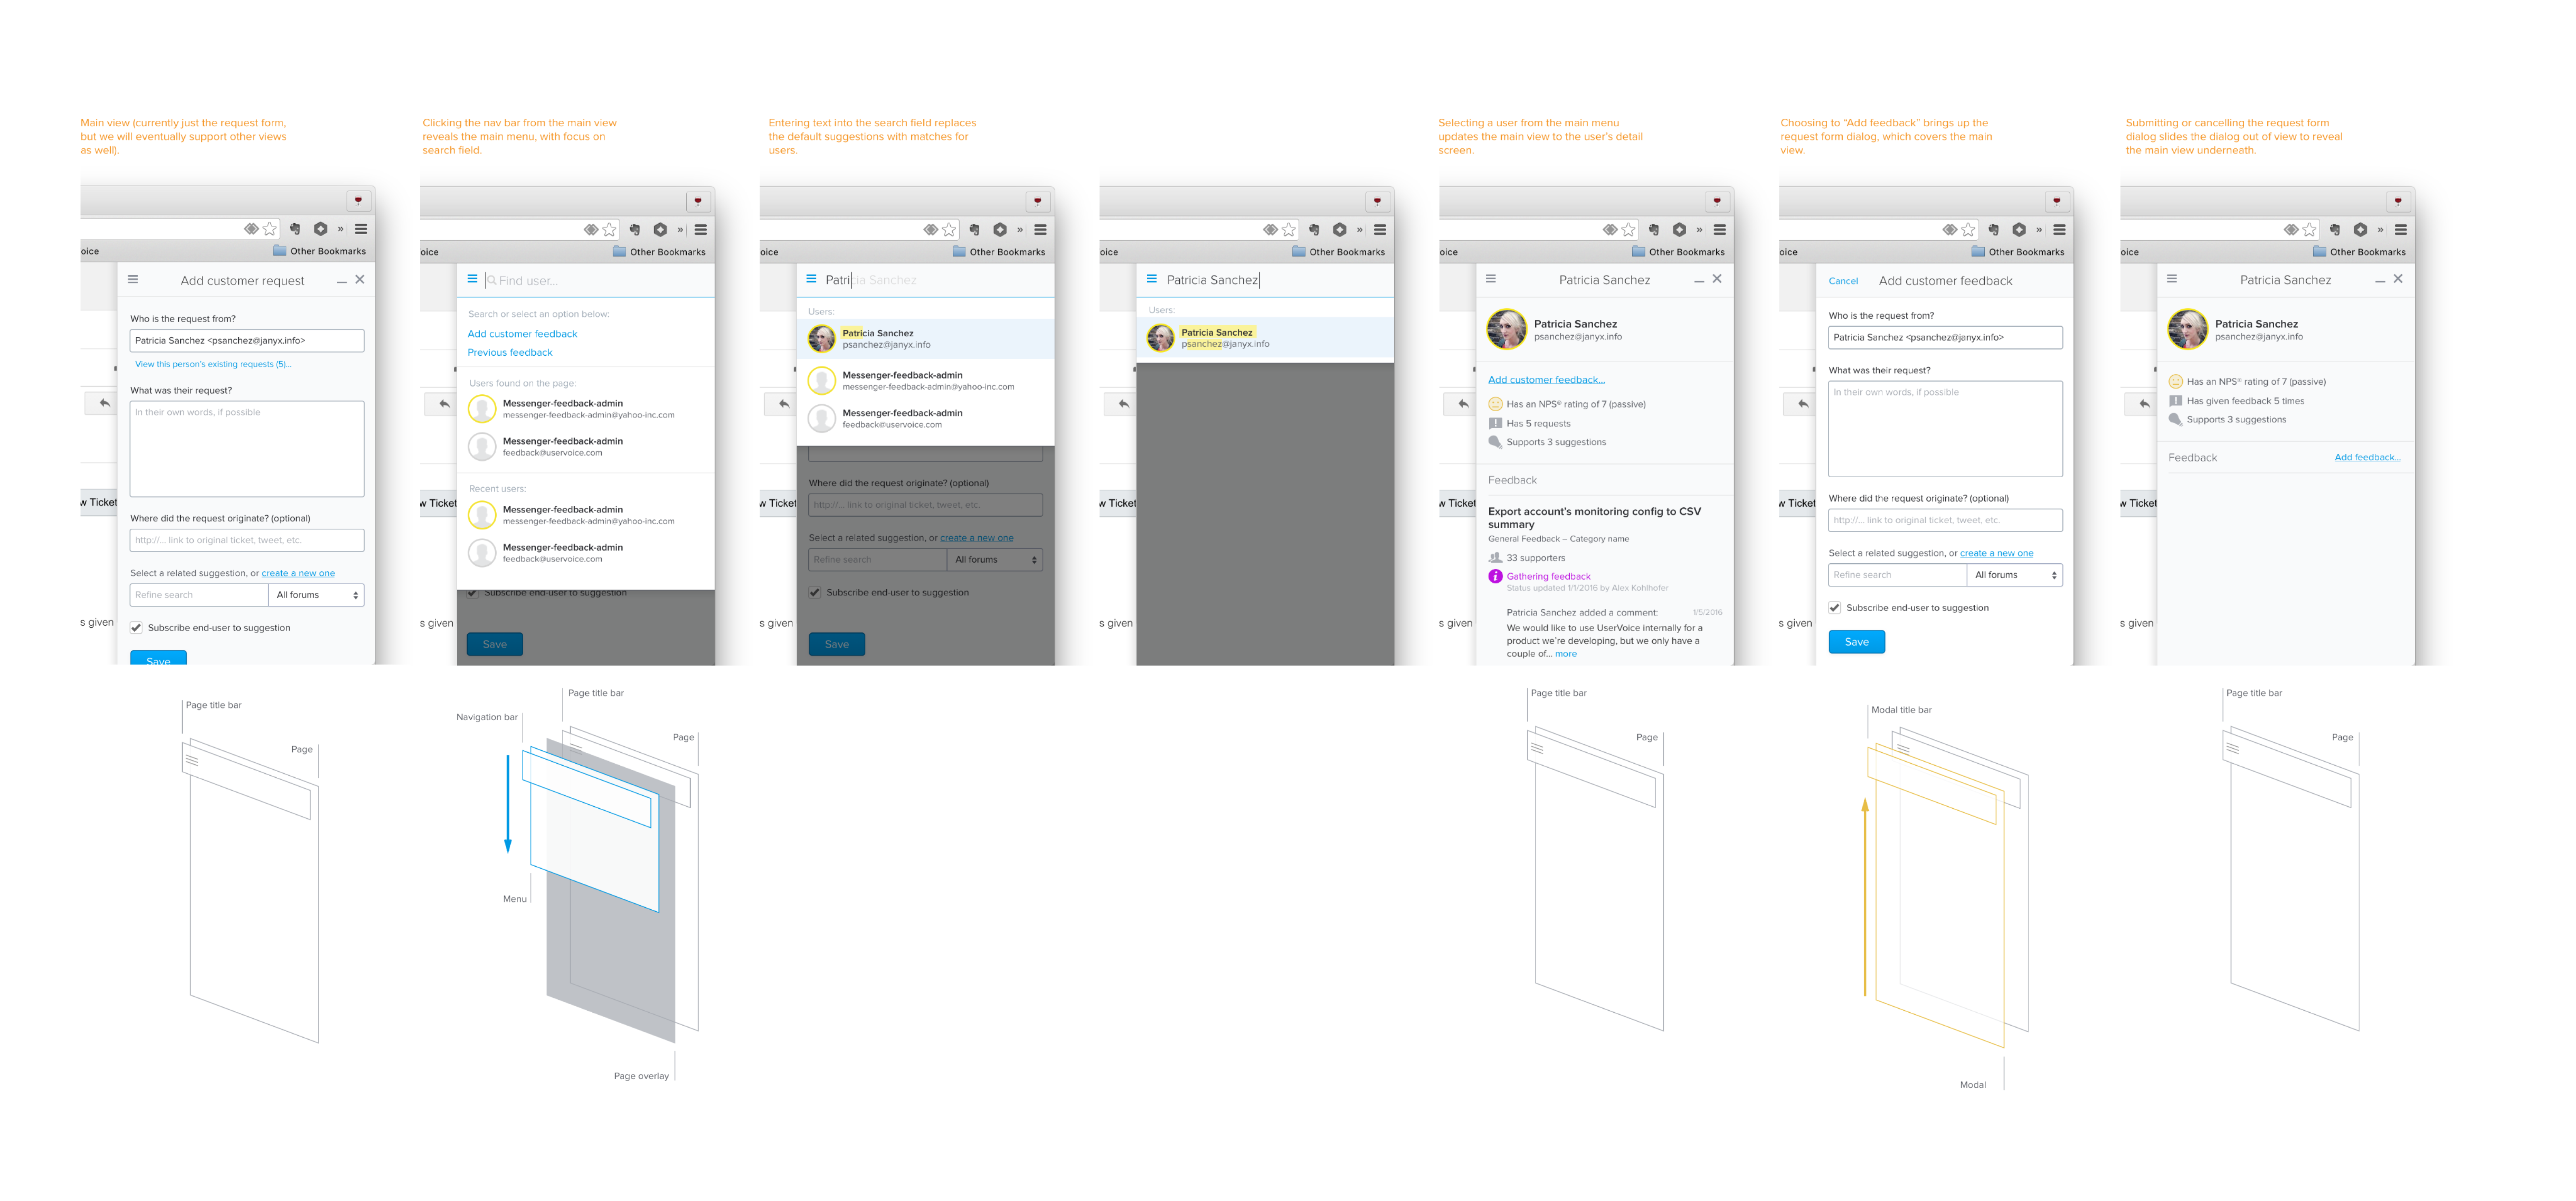 Main view (currently just the request form,
but we will eventually support other views
as well).
Clicking the nav bar from the main view
reveals the main menu, with focus on
search field.
Entering text into the search field replaces
the default suggestions with matches for
users.
Selecting a user from the main menu
updates the main view to the user's detail
screen.
Choosing to “Add feedback” brings up the
request form dialog, which covers the main
view.
Submitting or cancelling the request form
dialog slides the dialog out of view to reveal
the main view underneath.
»
oice
Other Bookmarks
Add customer request
Who is the request from?
Patricia Sanchez <psanchez@janyx.info>
View this person's existing requests (5)...
What was their request?
In their own words, if possible
w Ticket
Where did the request originate? (optional)
http://... link to original ticket, tweet, etc.
Select a related suggestion, or create a new one
Refine search
All forums
s given
Subscribe end-user to suggestion
Save
»
oice
Other Bookmarks
Find user...
Search or select an option below:
Add customer feedback
Previous feedback
Users found on the page:
Messenger-feedback-admin
messenger-feedback-admin@yahoo-inc.com
Messenger-feedback-admin
feedback@uservoice.com
w Ticket
Recent users:
Messenger-feedback-admin
messenger-feedback-admin@yahoo-inc.com
Messenger-feedback-admin
feedback@uservoice.com
Subscribe end-user to suggestion
s given
Save
»
oice
Other Bookmarks
Patricia Sanchez
Users:
Patricia Sanchez
psanchez@janyx.info
Messenger-feedback-admin
messenger-feedback-admin@yahoo-inc.com
Messenger-feedback-admin
feedback@uservoice.com
Where did the request originate? (optional)
w Ticket
http://... link to original ticket, tweet, etc.
Select a related suggestion, or create a new one
Refine search
All forums
Subscribe end-user to suggestion
s given
Save
»
oice
Other Bookmarks
Patricia Sanchez
Users:
Patricia Sanchez
psanchez@janyx.info
w Ticket
s given
»
oice
Other Bookmarks
Patricia Sanchez
Patricia Sanchez
psanchez@janyx.info
Add customer feedback...
Has an NPS® rating of 7 (passive)
Has 5 requests
Supports 3 suggestions
Feedback
w Ticket
Export account's monitoring config to CSV
summary
General Feedback – Category name
33 supporters
Gathering feedback
Status updated 1/1/2016 by Alex Kohlhofer
Patricia Sanchez added a comment:
1/5/2016
s given
We would like to use UserVoice internally for a
product we're developing, but we only have a
couple of... more
»
oice
Other Bookmarks
Cancel
Add customer feedback
Who is the request from?
Patricia Sanchez <psanchez@janyx.info>
What was their request?
In their own words, if possible
Where did the request originate? (optional)
w Ticket
http://... link to original ticket, tweet, etc.
Select a related suggestion, or create a new one
Refine search
All forums
Subscribe end-user to suggestion
s given
Save
»
oice
Other Bookmarks
Patricia Sanchez
Patricia Sanchez
psanchez@janyx.info
Has an NPS® rating of 7 (passive)
Has given feedback 5 times
Supports 3 suggestions
Feedback
Add feedback...
w Ticket
s given
Page title bar
Page
Page title bar
Navigation bar
Page
Menu
Page overlay
Page title bar
Page
Modal title bar
Modal
Page title bar
Page